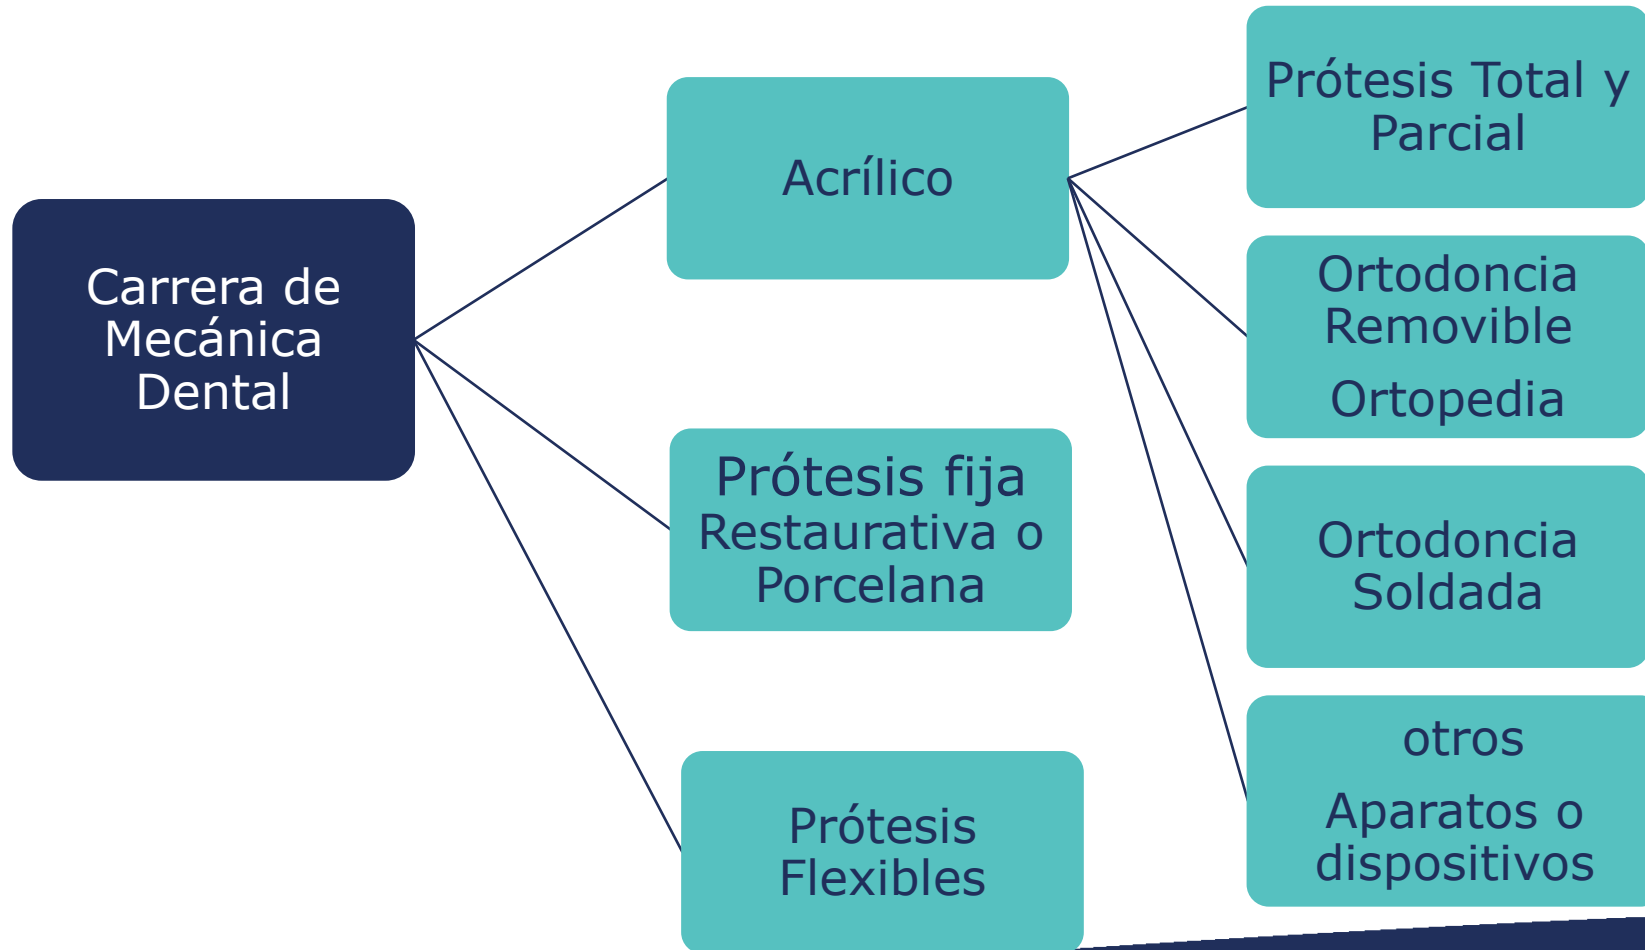 Carrera de
Mecánica
Dental
Acrílico
Prótesis fija
Restaurativa o
Porcelana
Prótesis
Flexibles
Prótesis Total y
Parcial
Ortodoncia
Removible
Ortopedia
Ortodoncia
Soldada
otros
Aparatos o
dispositivos